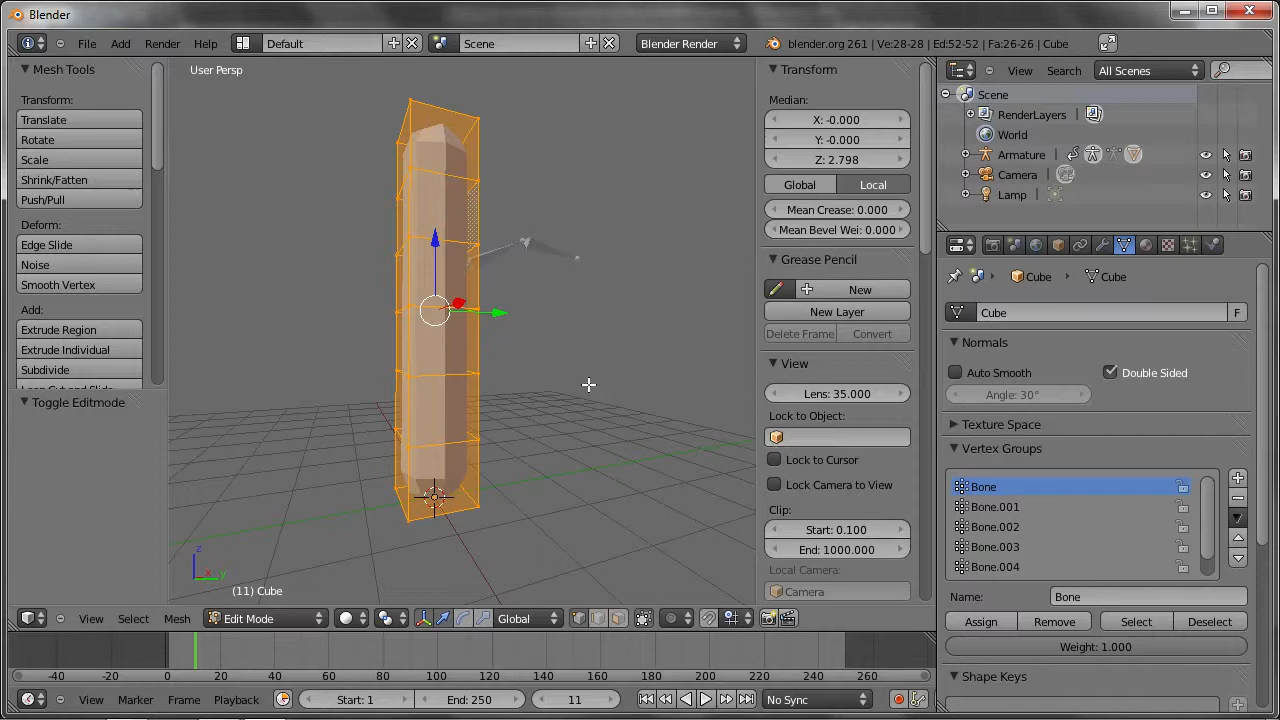 Blender
File Add Render Help Default Scene Blender Render blender.org 261 | Ve:28-28 | Ed:52-52 | Fa:26-26 | Cube
Mesh Tools
Transform:
Translate
Rotate
Scale
Shrink/Fatten
Push/Pull
Deform:
Edge Slide
Noise
Smooth Vertex
Add:
Extrude Region
Extrude Individual
Subdivide
Loop Cut and Slide
Toggle Editmode
User Persp
z
x
y
(11) Cube
View Select Mesh Edit Mode Global
Transform
Median:
X: -0.000
Y: -0.000
Z: 2.798
Global Local
Mean Crease: 0.000
Mean Bevel Wei: 0.000
Grease Pencil
New
New Layer
Delete Frame Convert
View
Lens: 35.000
Lock to Object:
Lock to Cursor
Lock Camera to View
Clip:
Start: 0.100
End: 1000.000
Local Camera:
Camera
View Search All Scenes
Scene
RenderLayers
World
Armature
Camera
Lamp
Cube Cube
Cube F
Normals
Auto Smooth Double Sided
Angle: 30°
Texture Space
Vertex Groups
Bone
Bone.001
Bone.002
Bone.003
Bone.004
Name: Bone
Assign Remove Select Deselect
Weight: 1.000
Shape Keys
-40 -20 0 20 40 60 80 100 120 140 160 180 200 220 240 260
View Marker Frame Playback Start: 1 End: 250 11 No Sync